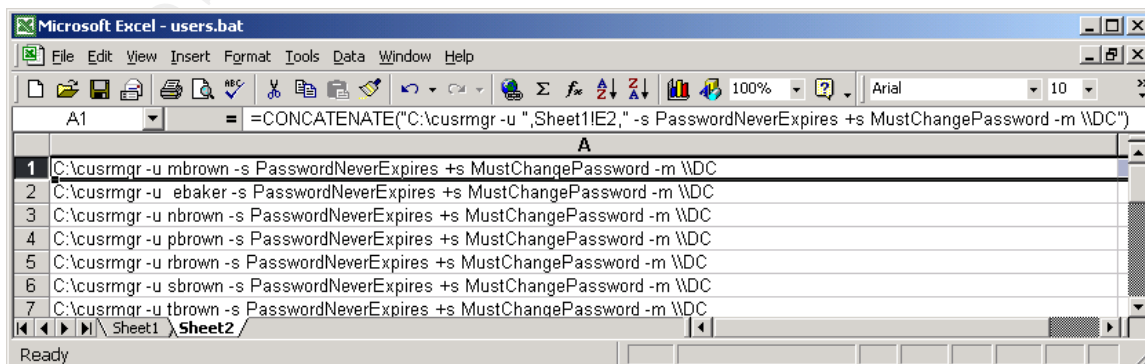 Microsoft Excel - users.bat
File Edit View Insert Format Tools Data Window Help
ABC 100% Arial 10
A1 = =CONCATENATE("C:\cusrmgr -u ",Sheet1!E2," -s PasswordNeverExpires +s MustChangePassword -m \\DC")
A
1 C:\cusrmgr -u mbrown -s PasswordNeverExpires +s MustChangePassword -m \\DC
2 C:\cusrmgr -u  ebaker -s PasswordNeverExpires +s MustChangePassword -m \\DC
3 C:\cusrmgr -u nbrown -s PasswordNeverExpires +s MustChangePassword -m \\DC
4 C:\cusrmgr -u pbrown -s PasswordNeverExpires +s MustChangePassword -m \\DC
5 C:\cusrmgr -u rbrown -s PasswordNeverExpires +s MustChangePassword -m \\DC
6 C:\cusrmgr -u sbrown -s PasswordNeverExpires +s MustChangePassword -m \\DC
7 C:\cusrmgr -u tbrown -s PasswordNeverExpires +s MustChangePassword -m \\DC
Sheet1 Sheet2
Ready